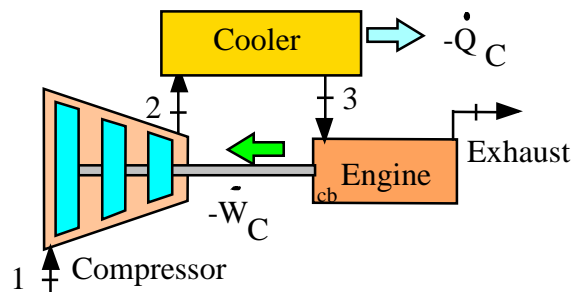 Cooler
-Q̇ C
2
3
Exhaust
Engine
cb
-Ẇ C
1
Compressor